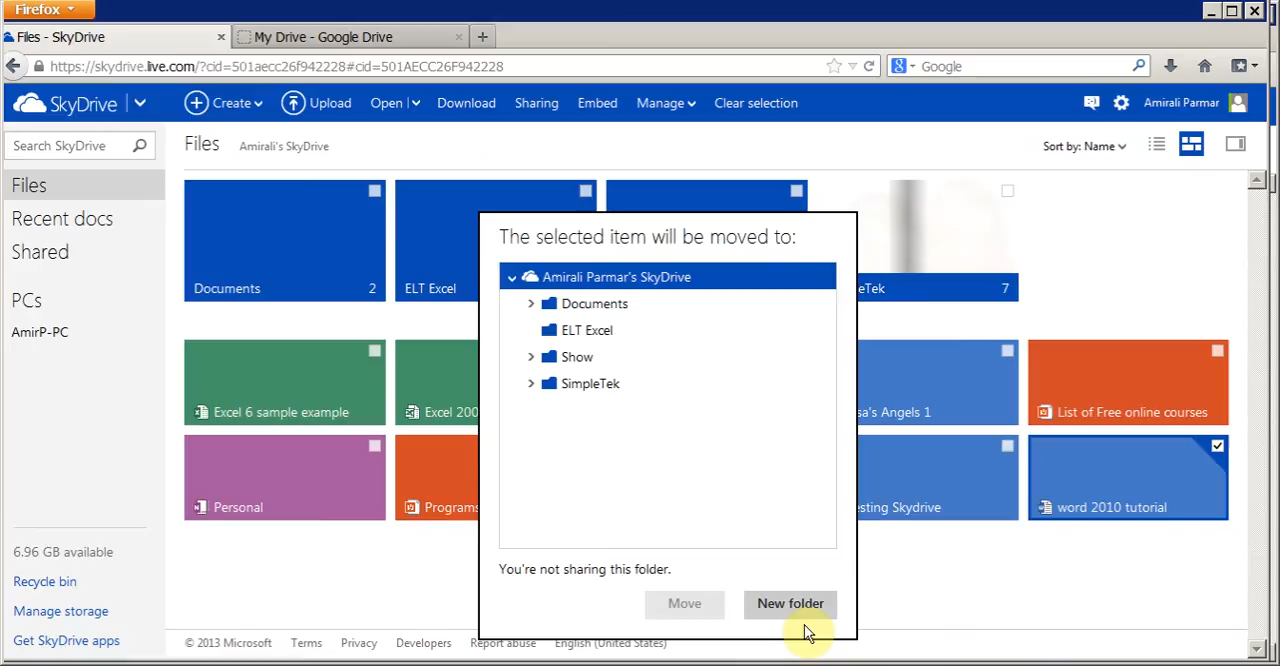 Firefox
Files - SkyDrive
My Drive - Google Drive
https://skydrive.live.com/?cid=501aecc26f942228#cid=501AECC26F942228
Google
SkyDrive
Create
Upload
Open
Download
Sharing
Embed
Manage
Clear selection
Amirali Parmar
Search SkyDrive
Files
Amirali's SkyDrive
Sort by: Name
Files
Recent docs
Shared
PCs
AmirP-PC
Documents 2
ELT Excel
eTek 7
Excel 6 sample example
Excel 200
sa's Angels 1
List of Free online courses
Personal
Programs
esting Skydrive
word 2010 tutorial
The selected item will be moved to:
Amirali Parmar's SkyDrive
Documents
ELT Excel
Show
SimpleTek
You're not sharing this folder.
Move
New folder
6.96 GB available
Recycle bin
Manage storage
Get SkyDrive apps
© 2013 Microsoft Terms Privacy Developers Report abuse English (United States)